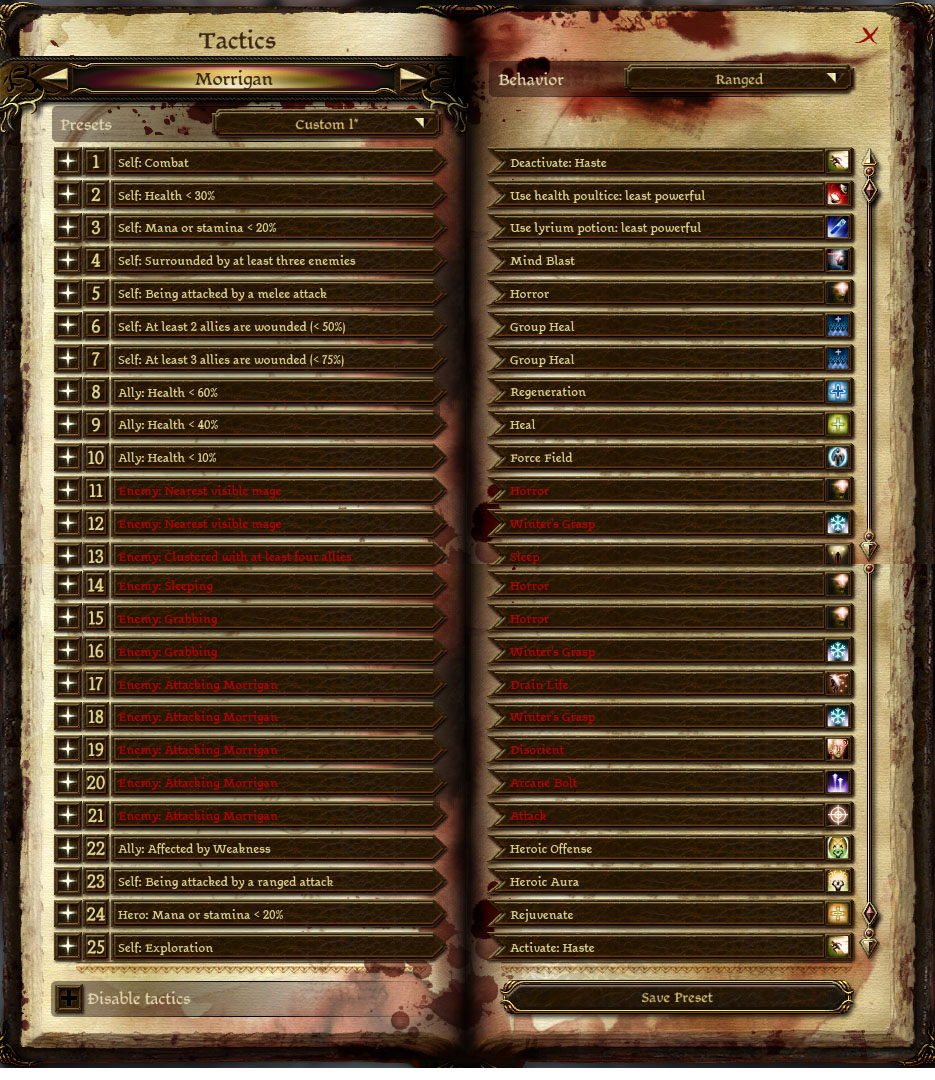 Tactics
Morrigan
Behavior Ranged
Presets Custom 1*
1 Self: Combat Deactivate: Haste
2 Self: Health < 30% Use health poultice: least powerful
3 Self: Mana or stamina < 20% Use lyrium potion: least powerful
4 Self: Surrounded by at least three enemies Mind Blast
5 Self: Being attacked by a melee attack Horror
6 Self: At least 2 allies are wounded (< 50%) Group Heal
7 Self: At least 3 allies are wounded (< 75%) Group Heal
8 Ally: Health < 60% Regeneration
9 Ally: Health < 40% Heal
10 Ally: Health < 10% Force Field
11 Enemy: Nearest visible mage Horror
12 Enemy: Nearest visible mage Winter's Grasp
13 Enemy: Clustered with at least four allies Sleep
14 Enemy: Sleeping Horror
15 Enemy: Grabbing Horror
16 Enemy: Grabbing Winter's Grasp
17 Enemy: Attacking Morrigan Drain Life
18 Enemy: Attacking Morrigan Winter's Grasp
19 Enemy: Attacking Morrigan Disorient
20 Enemy: Attacking Morrigan Arcane Bolt
21 Enemy: Attacking Morrigan Attack
22 Ally: Affected by Weakness Heroic Offense
23 Self: Being attacked by a ranged attack Heroic Aura
24 Hero: Mana or stamina < 20% Rejuvenate
25 Self: Exploration Activate: Haste
Disable tactics Save Preset